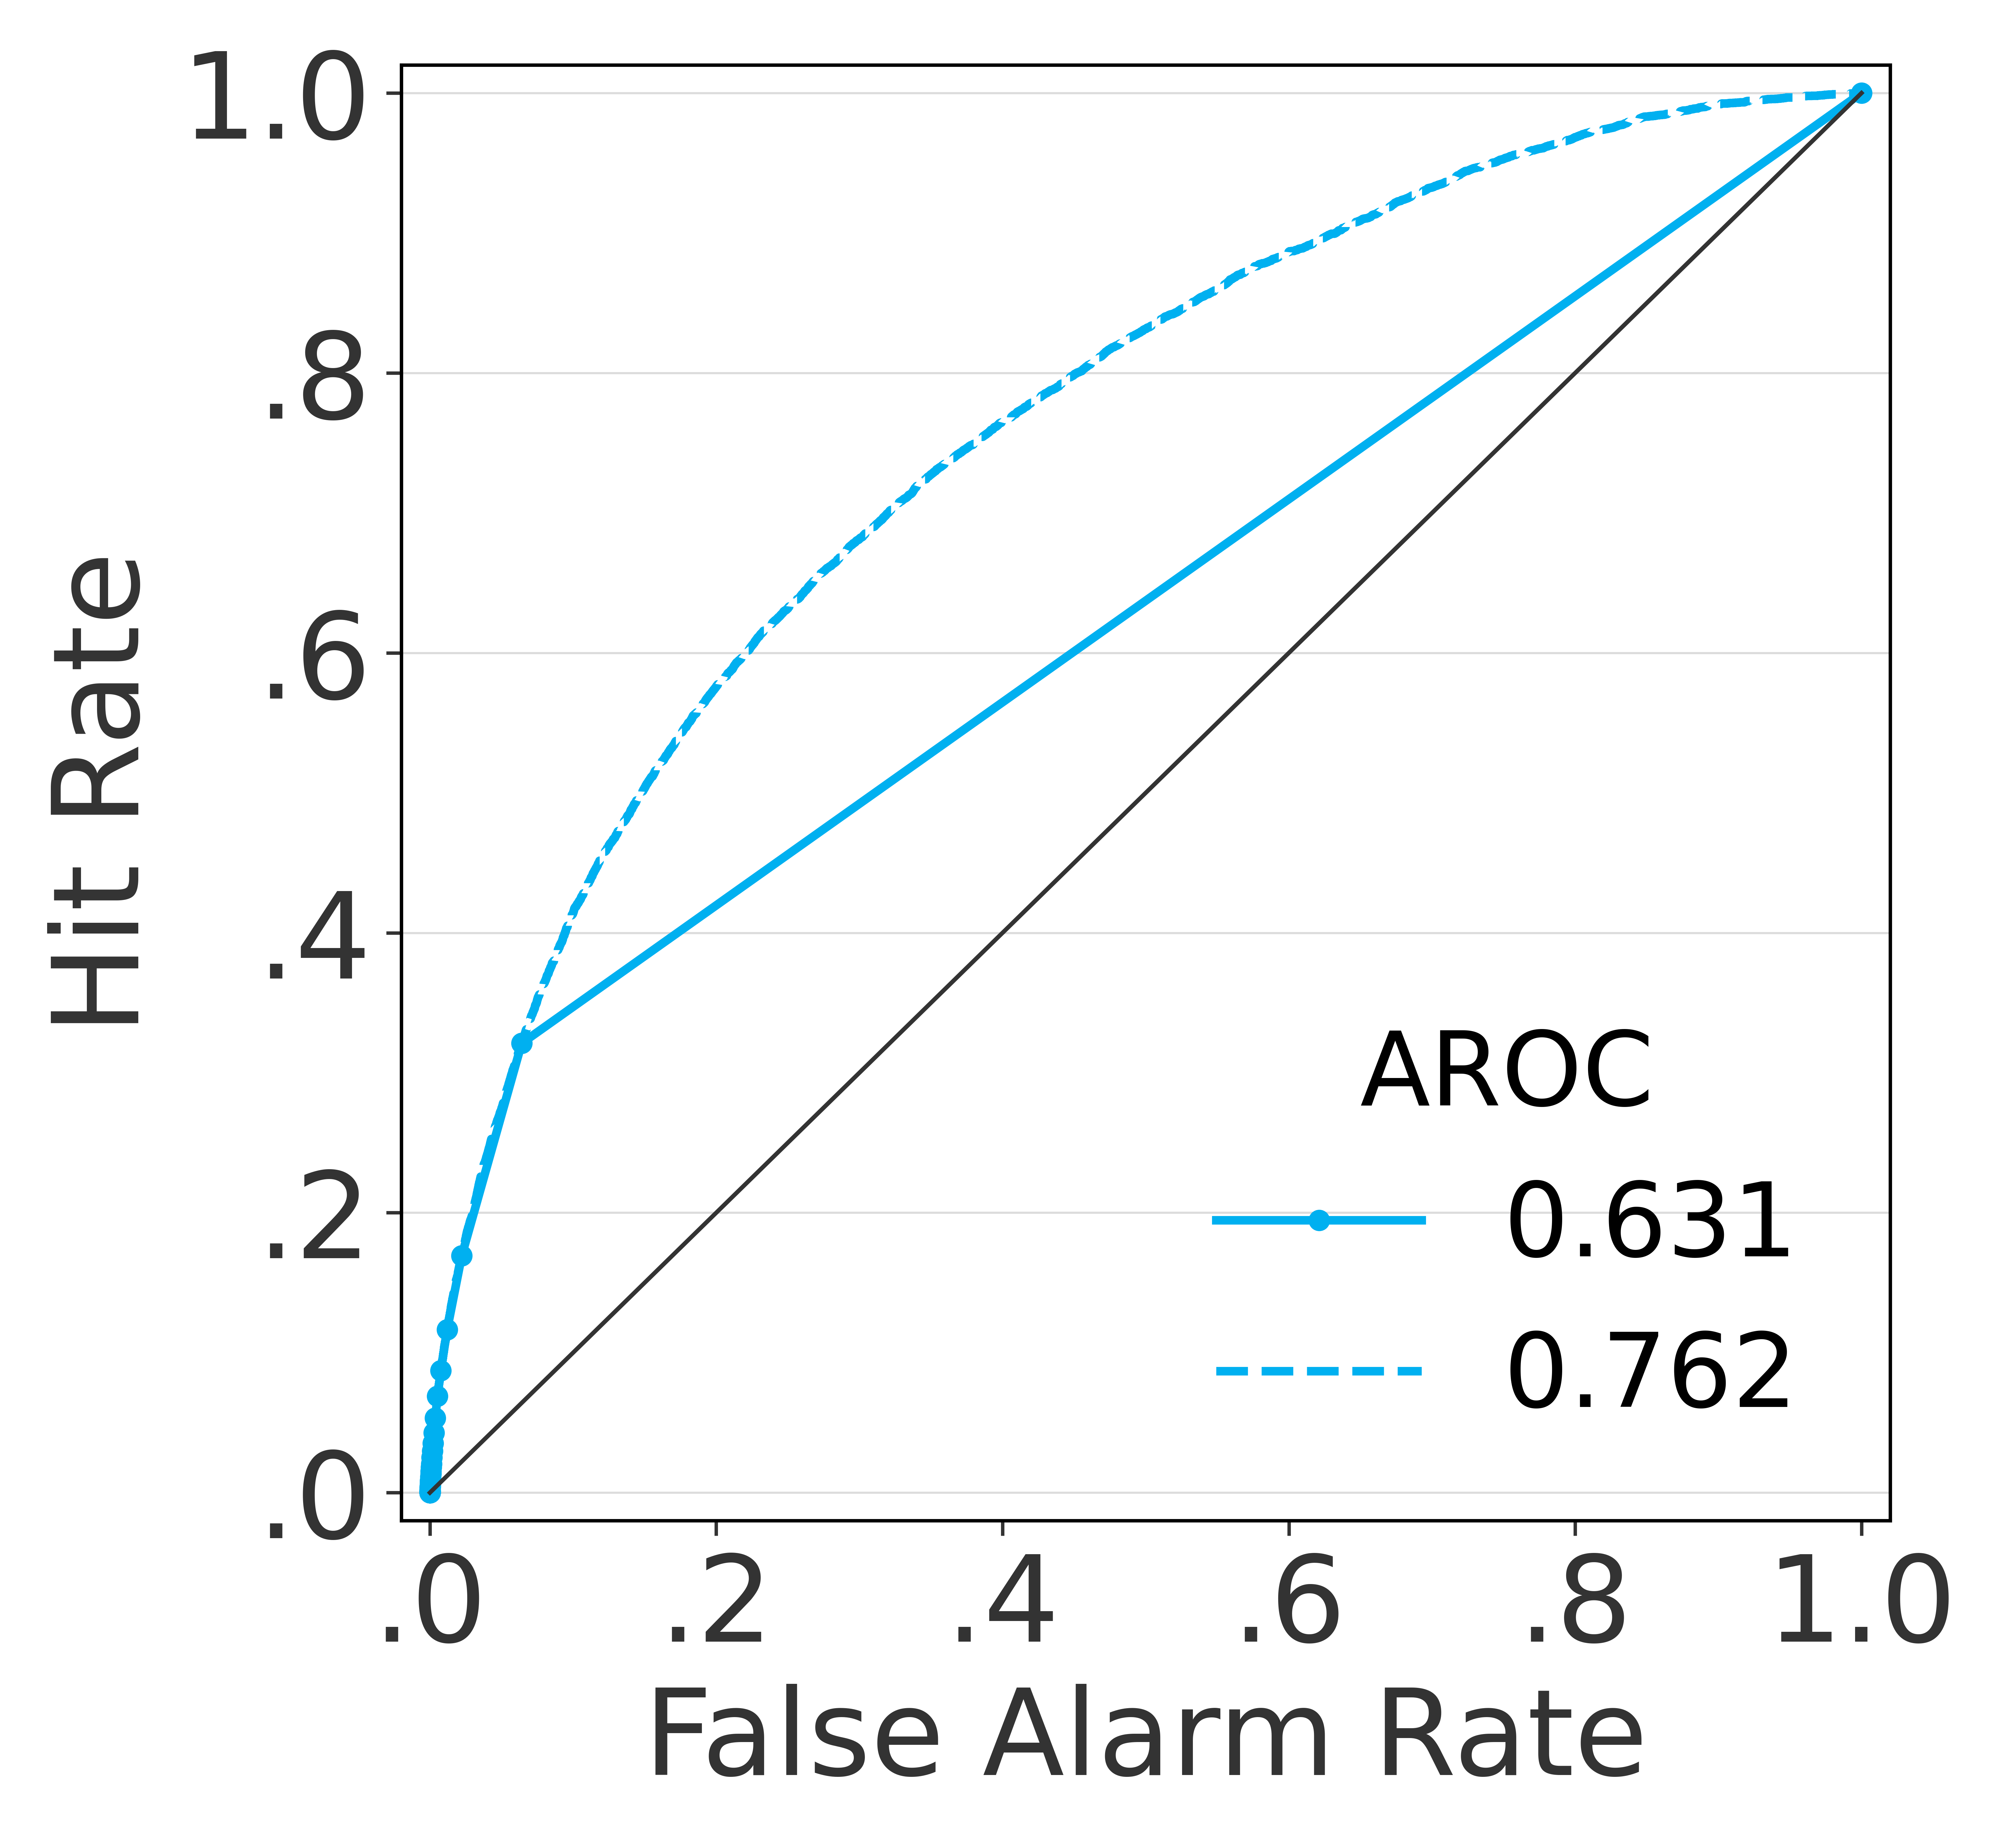 1.0
.8
.6
.4
.2
.0
Hit Rate
AROC
0.631
0.762
.0 .2 .4 .6 .8 1.0
False Alarm Rate